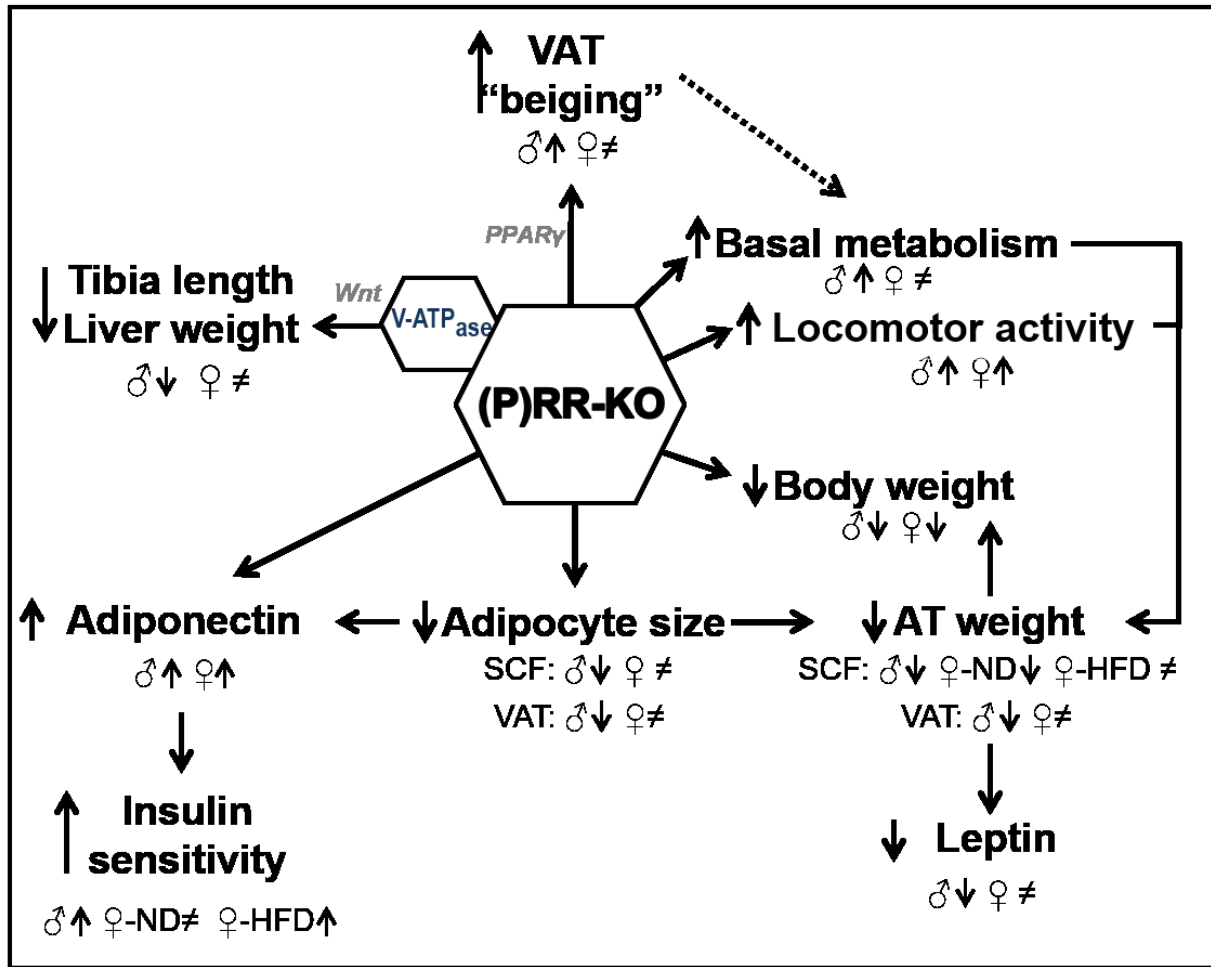 ↑ VAT
"beiging"
♂↑ ♀≠
PPARγ
↑Basal metabolism
♂↑ ♀ ≠
↓ Tibia length
Liver weight
♂↓ ♀ ≠
Wnt
V-ATPase
↑ Locomotor activity
♂↑ ♀↑
(P)RR-KO
↓Body weight
♂↓ ♀↓
↑ Adiponectin
♂↑ ♀↑
↓Adipocyte size
SCF: ♂↓ ♀ ≠
VAT: ♂↓ ♀≠
↓AT weight
SCF: ♂↓ ♀-ND↓ ♀-HFD ≠
VAT: ♂↓ ♀≠
↑ Insulin
sensitivity
♂↑ ♀-ND≠ ♀-HFD↑
↓ Leptin
♂↓ ♀ ≠